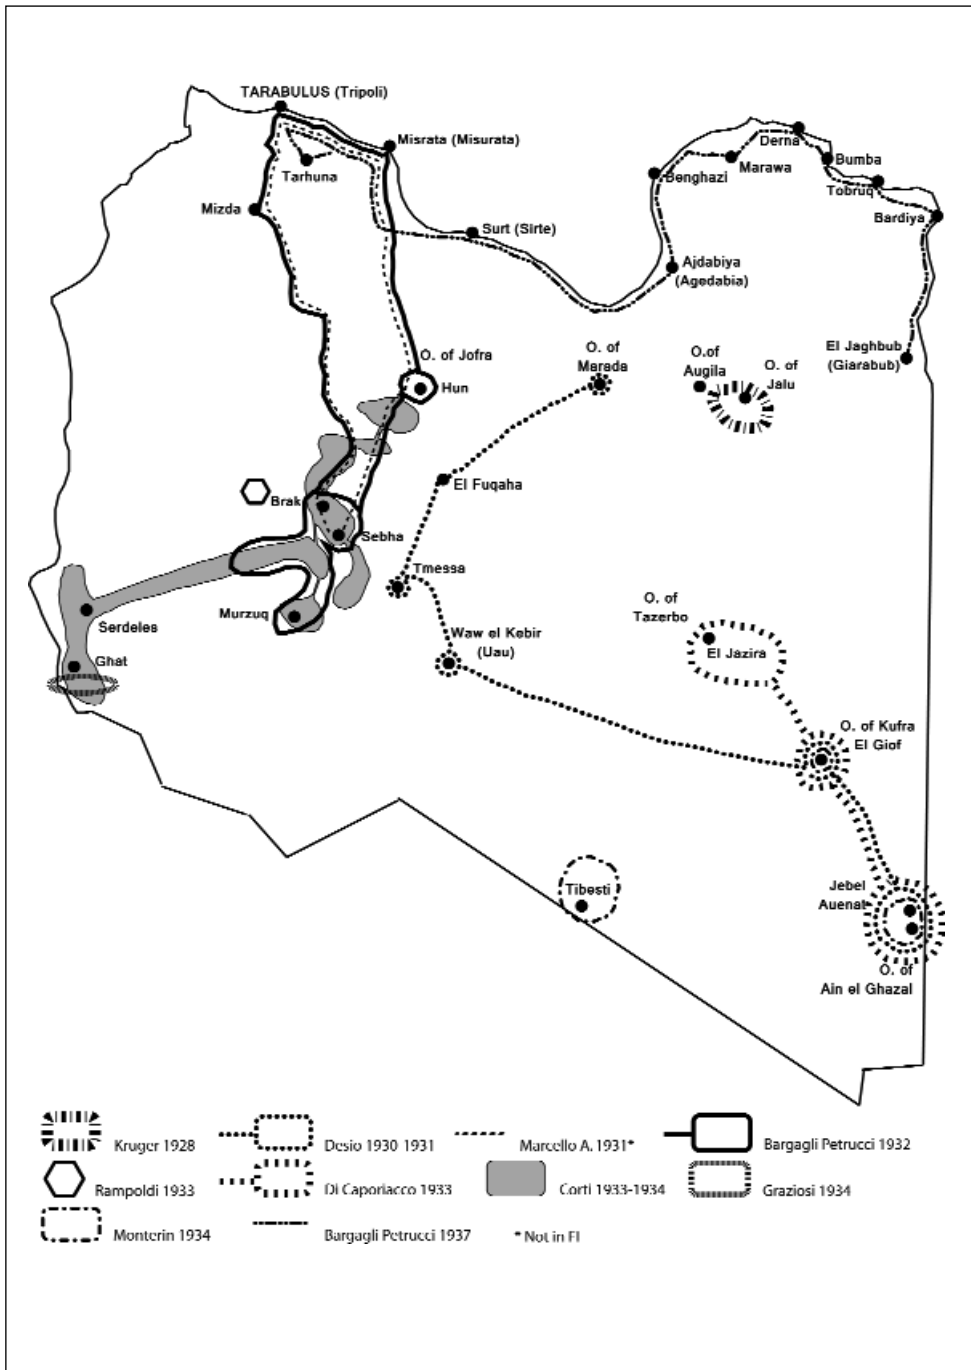 TARABULUS (Tripoli)
Misrata (Misurata)
Tarhuna
Mizda
Surt (Sirte)
Derna
Bumba
Marawa
Benghazi
Tobruq
Bardiya
Ajdabiya
(Agedabia)
El Jaghbub
(Giarabub)
O. of Jofra
Hun
O. of
Marada
O.of
Augila
O. of
Jalu
El Fuqaha
Brak
Sebha
Tmessa
Murzuq
Serdeles
Ghat
Waw el Kebir
(Uau)
O. of
Tazerbo
El Jazira
O. of Kufra
El Giof
Tibesti
Jebel
Auenat
O. of
Ain el Ghazal
Kruger 1928
Desio 1930-1931
Marcello A. 1931*
Bargagli Petrucci 1932
Rampoldi 1933
Di Caporiacco 1933
Corti 1933-1934
Graziosi 1934
Monterin 1934
Bargagli Petrucci 1937
* Not in FI